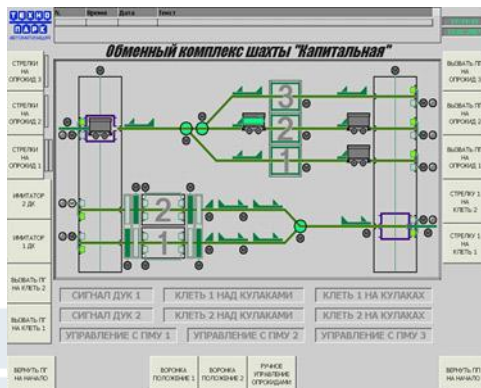 ТЕХНО
ПАРК
АВТОМАТИЗАЦИЯ
N. Время Дата Текст
Обменный комплекс шахты "Капитальная"
СТРЕЛКИ
НА
ОПРОКИД 3
СТРЕЛКИ
НА
ОПРОКИД 2
СТРЕЛКИ
НА
ОПРОКИД 1
ИМИТАТОР
2 ДК
ИМИТАТОР
1 ДК
ВЫЗВАТЬ ПГ
НА КЛЕТЬ 2
ВЫЗВАТЬ ПГ
НА КЛЕТЬ 1
ВЕРНУТЬ ПГ
НА НАЧАЛО
3
2
1
2
1
ВЫЗВАТЬ ПГ
НА
ОПРОКИД 3
ВЫЗВАТЬ ПГ
НА
ОПРОКИД 2
ВЫЗВАТЬ ПГ
НА
ОПРОКИД 1
СТРЕЛКУ 1
НА
КЛЕТЬ 2
СТРЕЛКУ 1
НА
КЛЕТЬ 1
СИГНАЛ ДУК 1 КЛЕТЬ 1 НАД КУЛАКАМИ КЛЕТЬ 1 НА КУЛАКАХ
СИГНАЛ ДУК 2 КЛЕТЬ 2 НАД КУЛАКАМИ КЛЕТЬ 2 НА КУЛАКАХ
УПРАВЛЕНИЕ С ПМУ 1 УПРАВЛЕНИЕ С ПМУ 2 УПРАВЛЕНИЕ С ПМУ 3
ВОРОНКА
ПОЛОЖЕНИЕ 1
ВОРОНКА
ПОЛОЖЕНИЕ 2
РУЧНОЕ
УПРАВЛЕНИЕ
ОПРОКИДАМИ
ВЕРНУТЬ ПГ
НА НАЧАЛО